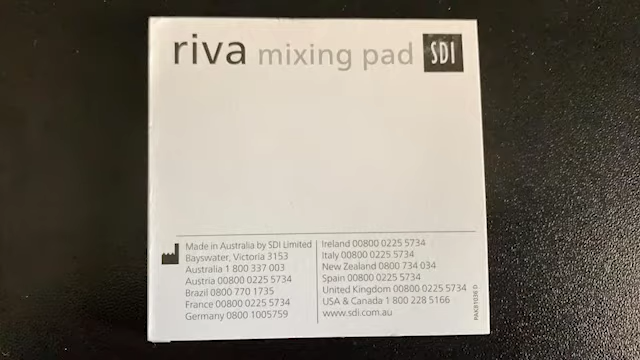 riva mixing pad SDI
Made in Australia by SDI Limited
Bayswater, Victoria 3153
Australia 1 800 337 003
Austria 00800 0225 5734
Brazil 0800 770 1735
France 00800 0225 5734
Germany 0800 1005759
Ireland 00800 0225 5734
Italy 00800 0225 5734
New Zealand 0800 734 034
Spain 00800 0225 5734
United Kingdom 00800 0225 5734
USA & Canada 1 800 228 5166
www.sdi.com.au